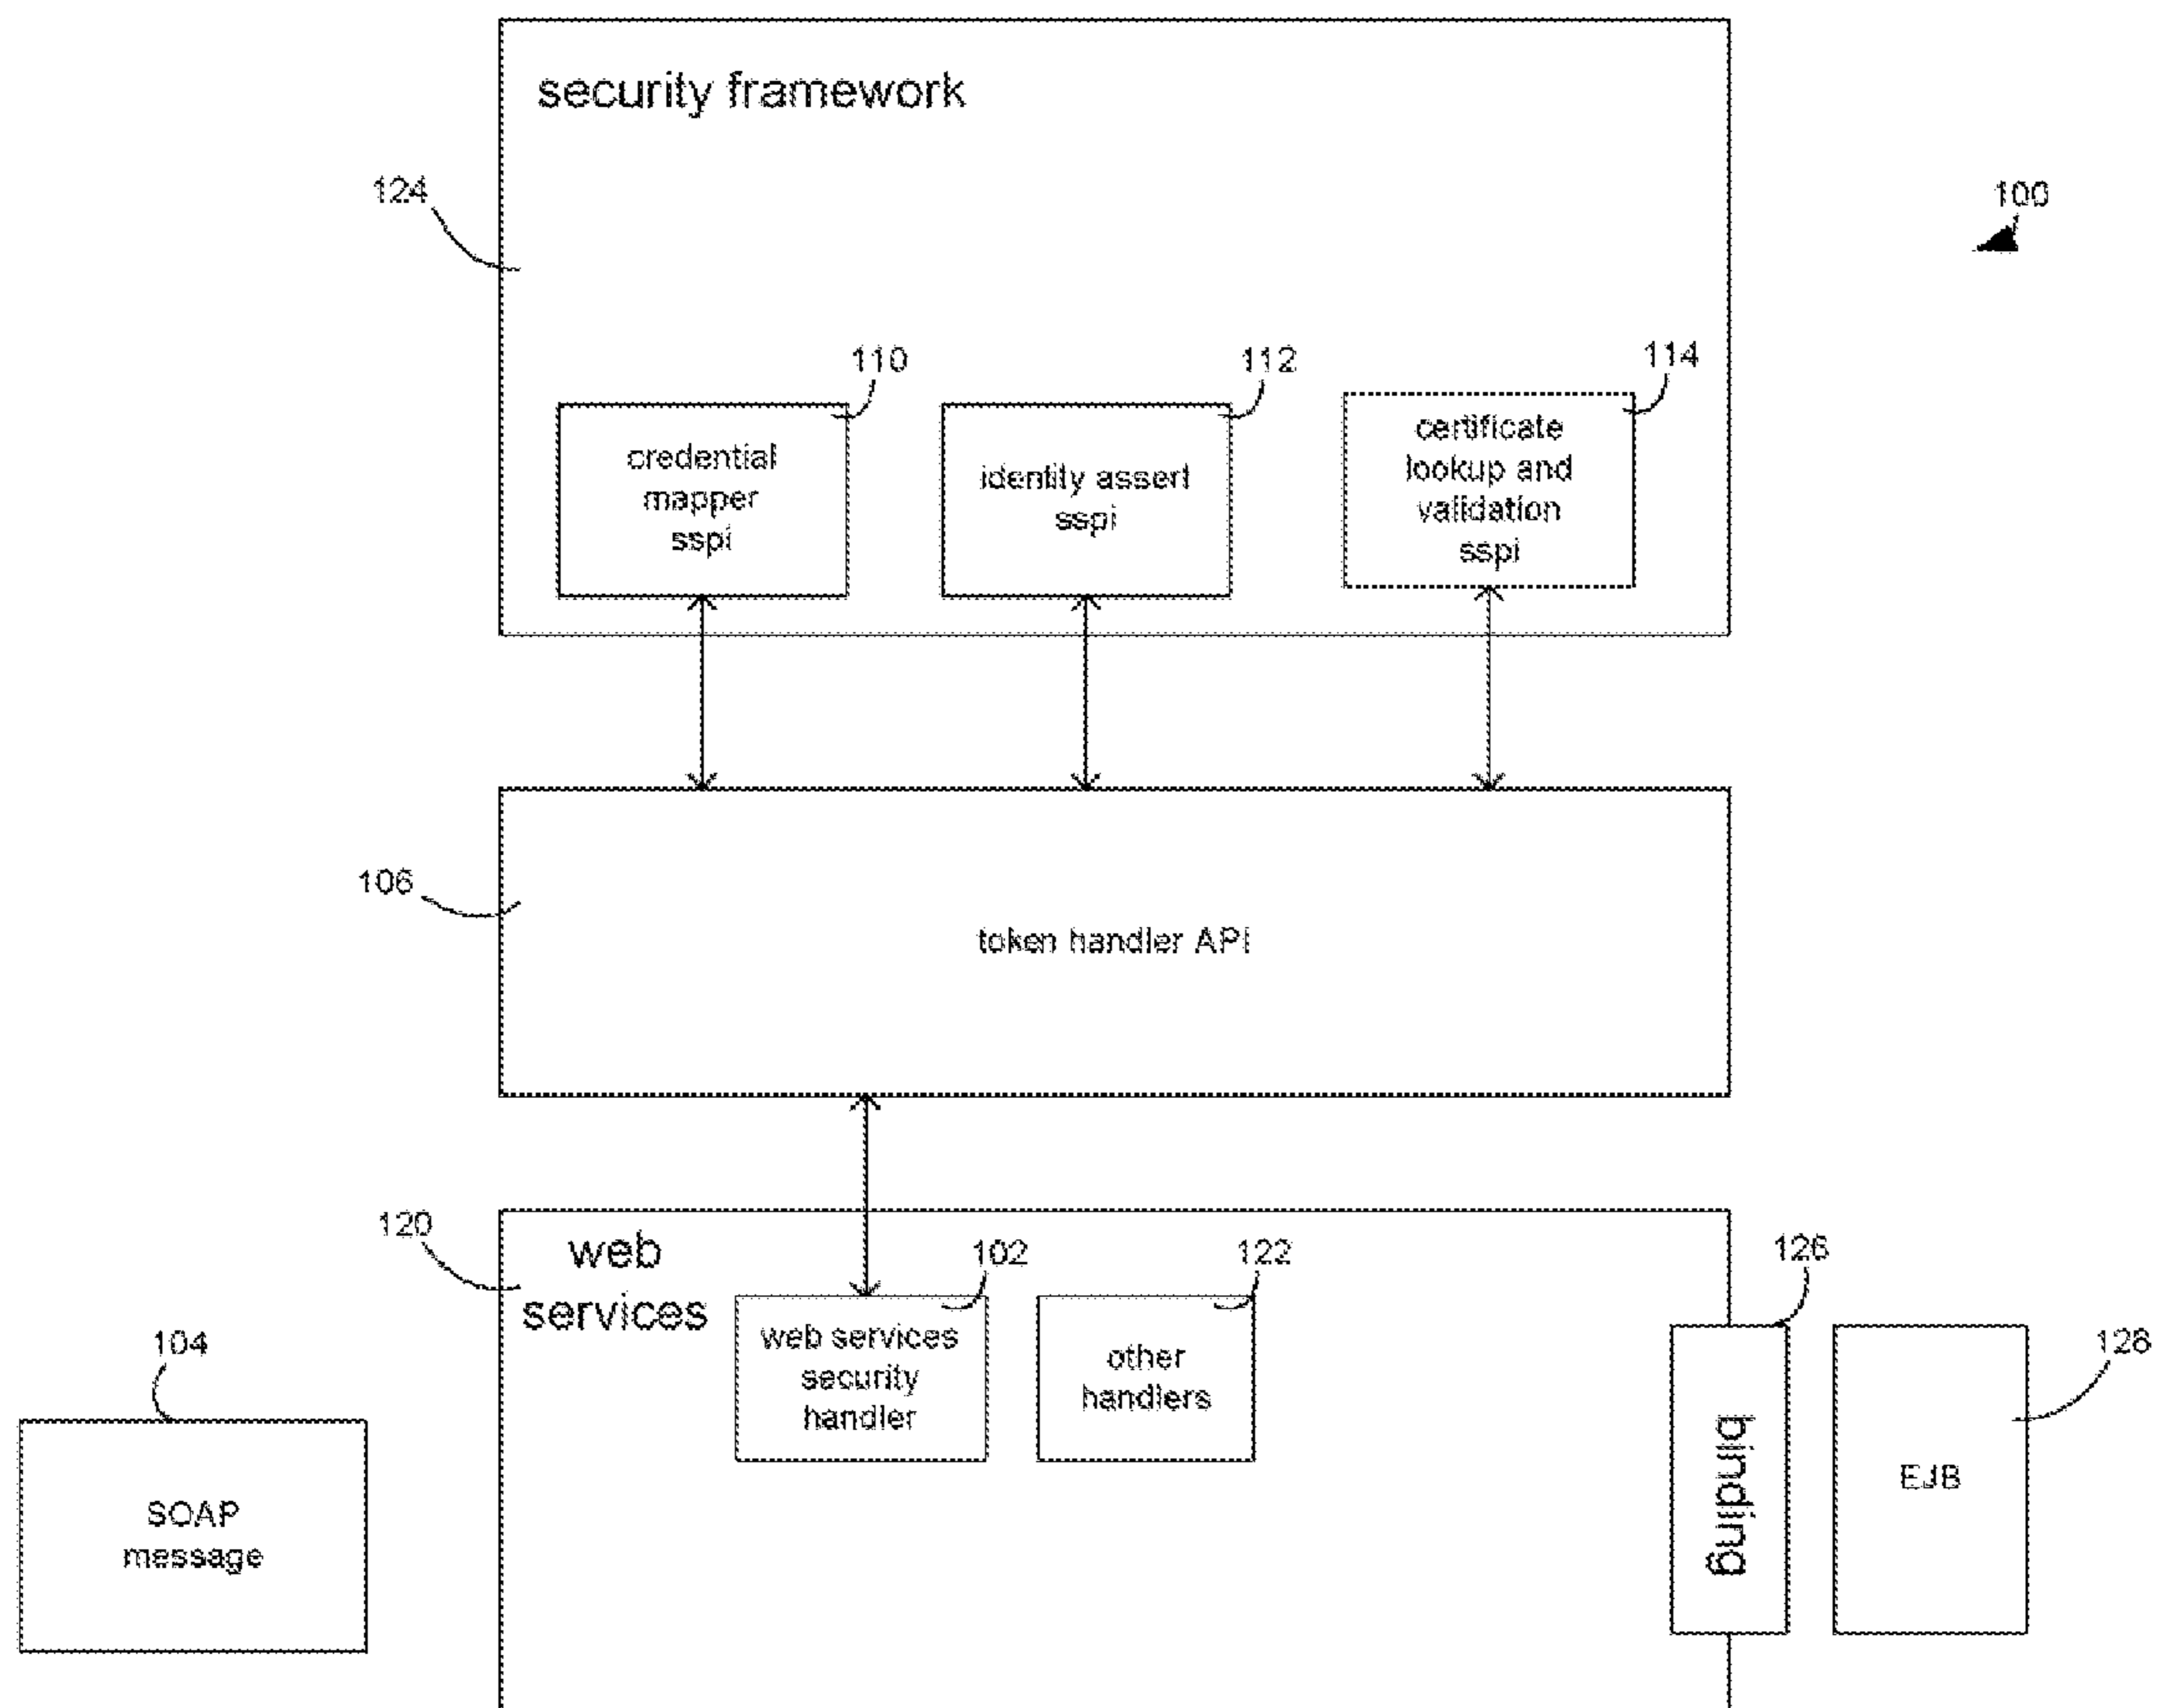 security framework
124
100
110
112
114
credential
mapper
sspi
identity assert
sspi
certificate
lookup and
validation
sspi
106
token handler API
120
web
services
102
122
126
web services
security
handler
other
handlers
104
128
SOAP
message
binding
EJB